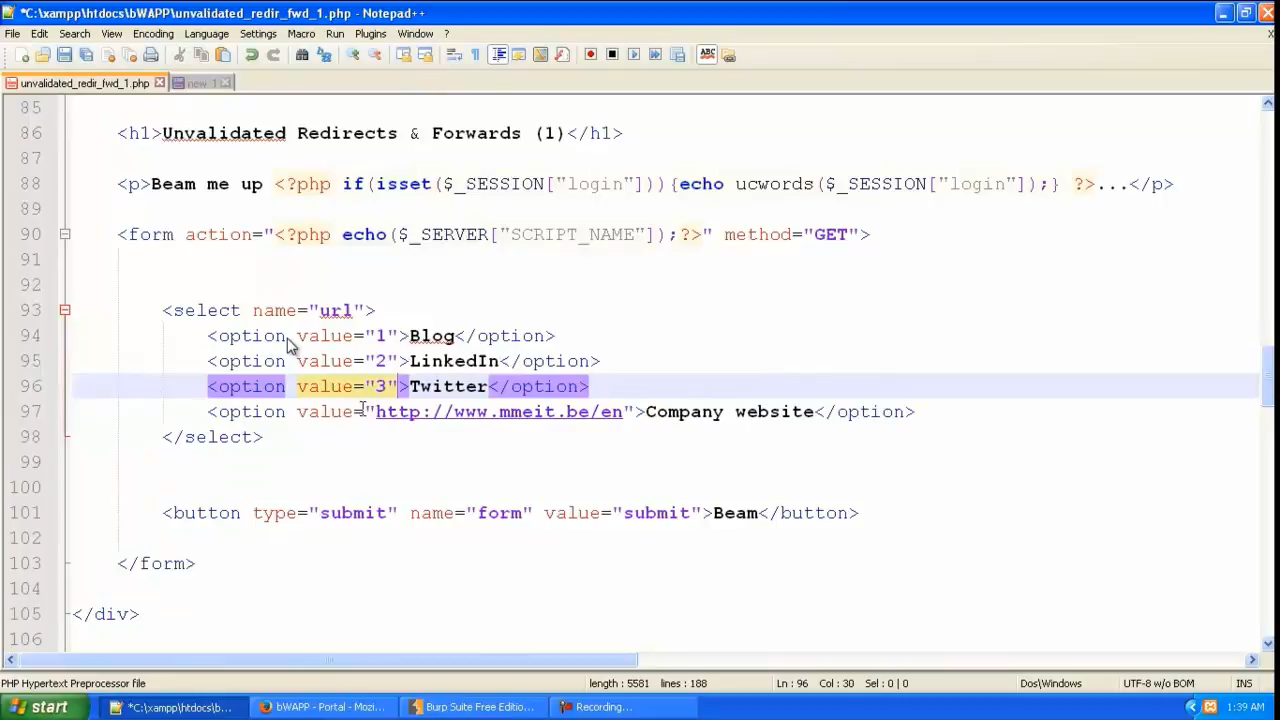 *C:\xampp\htdocs\bWAPP\unvalidated_redir_fwd_1.php - Notepad++
File Edit Search View Encoding Language Settings Macro Run Plugins Window ? X
unvalidated_redir_fwd_1.php new 1
85
86 <h1>Unvalidated Redirects & Forwards (1)</h1>
87
88 <p>Beam me up <?php if(isset($_SESSION["login"])){echo ucwords($_SESSION["login"]);} ?>...</p>
89
90 <form action="<?php echo($_SERVER["SCRIPT_NAME"]);?>" method="GET">
91
92
93 <select name="url">
94 <option value="1">Blog</option>
95 <option value="2">LinkedIn</option>
96 <option value="3">Twitter</option>
97 <option value="http://www.mmeit.be/en">Company website</option>
98 </select>
99
100
101 <button type="submit" name="form" value="submit">Beam</button>
102
103 </form>
104
105 </div>
106
PHP Hypertext Preprocessor file length : 5581 lines : 188 Ln : 96 Col : 30 Sel : 0 | 0 Dos\Windows UTF-8 w/o BOM INS
start *C:\xampp\htdocs\b... bWAPP - Portal - Mozi... Burp Suite Free Edition... Recording... 1:39 AM